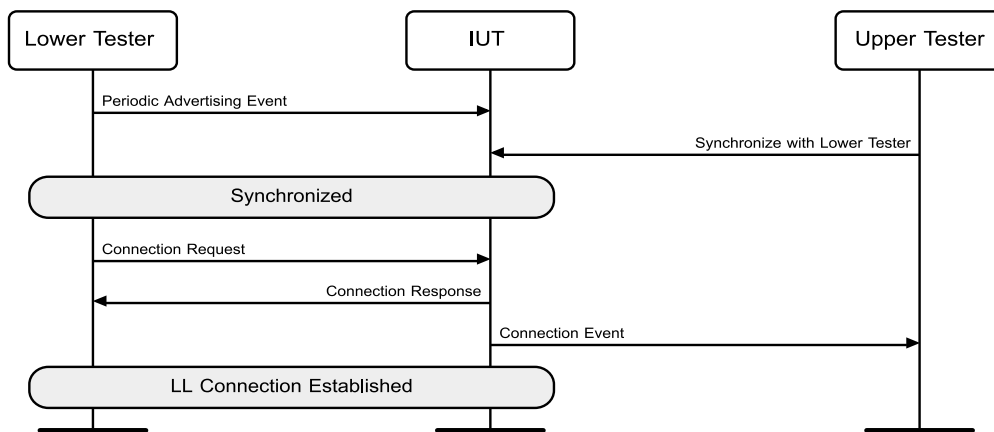 Lower Tester
IUT
Upper Tester
Periodic Advertising Event
Synchronize with Lower Tester
Synchronized
Connection Request
Connection Response
Connection Event
LL Connection Established